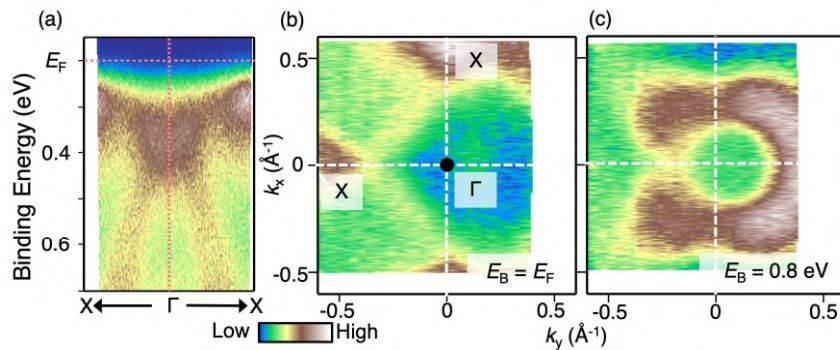 (a)
E_F
0.4
0.6
Binding Energy (eV)
X ← Γ → X
Low High
(b)
0.5
0
-0.5
k_x (Å⁻¹)
X
X
Γ
E_B = E_F
-0.5 0 0.5
k_y (Å⁻¹)
(c)
E_B = 0.8 eV
-0.5 0 0.5